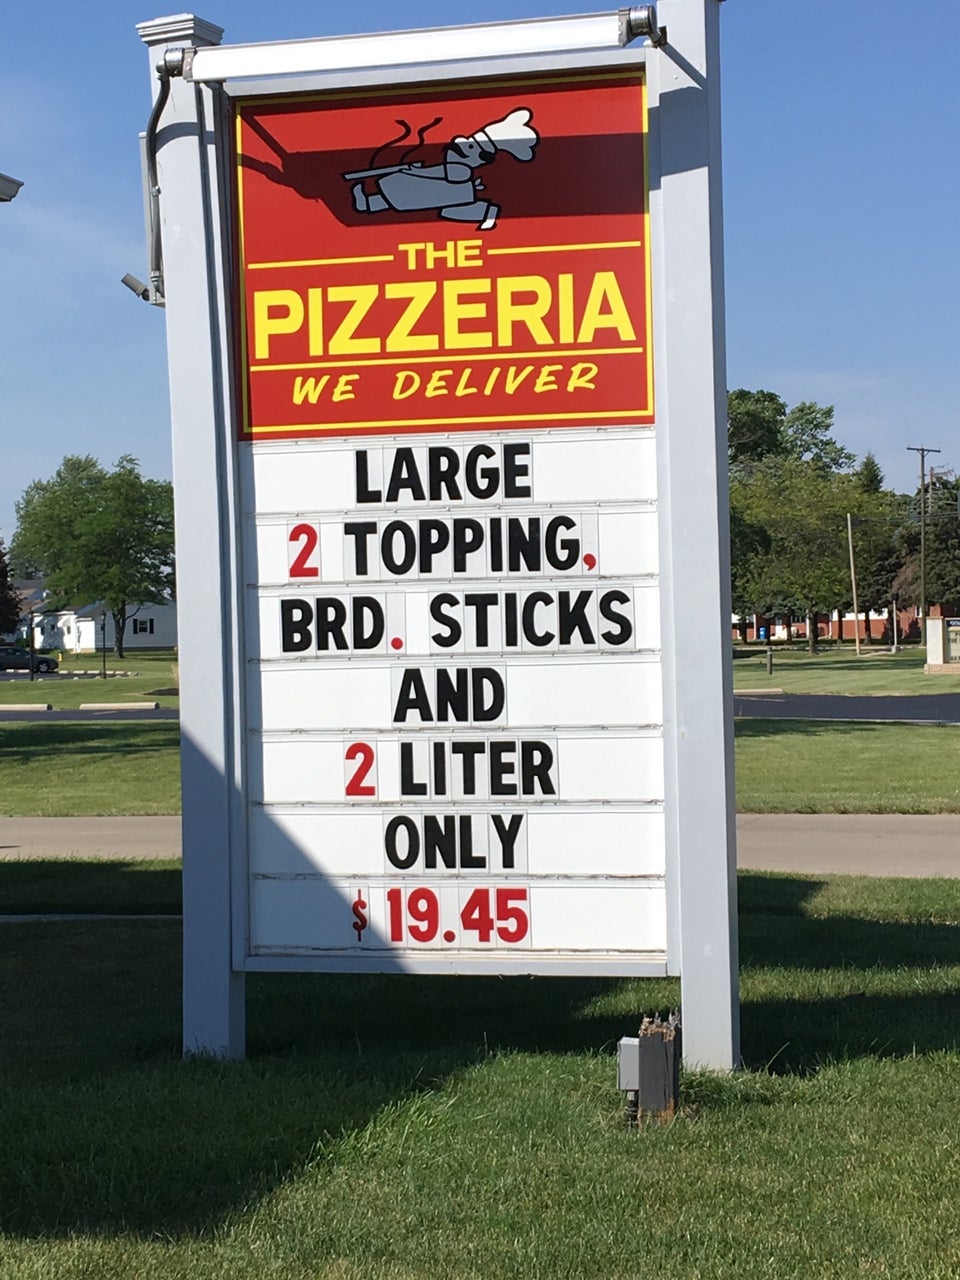 THE
PIZZERIA
WE DELIVER
LARGE
2 TOPPING,
BRD. STICKS
AND
2 LITER
ONLY
$19.45